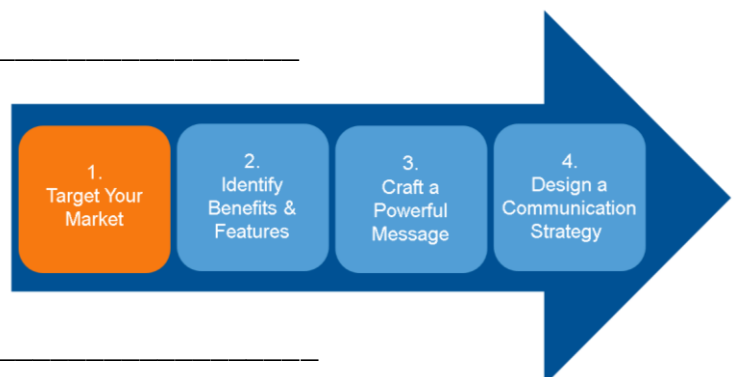 1.
Target Your
Market
2.
Identify
Benefits &
Features
3.
Craft a
Powerful
Message
4.
Design a
Communication
Strategy